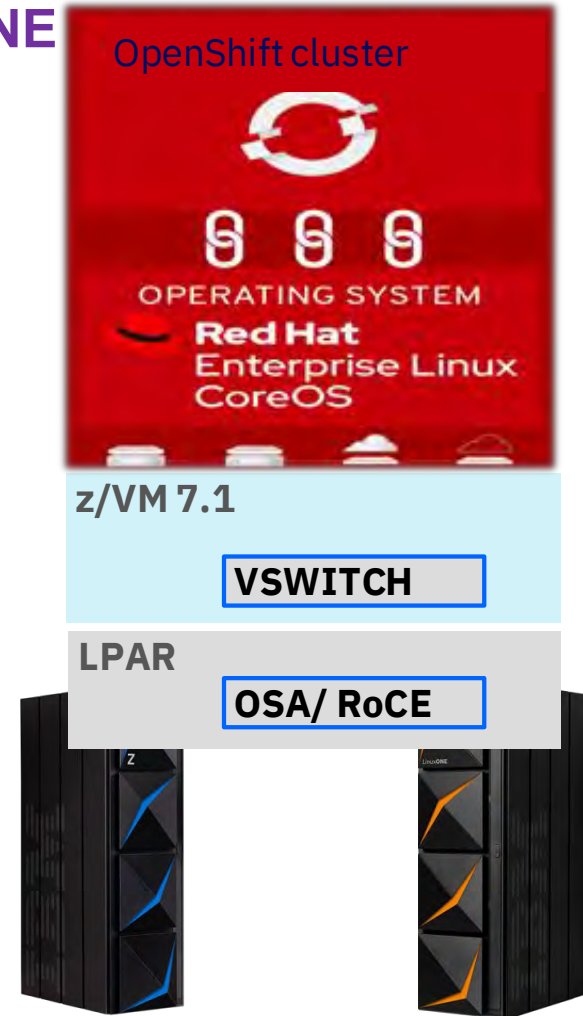 NE
OpenShift cluster
OPERATING SYSTEM
Red Hat
Enterprise Linux
CoreOS
z/VM 7.1
VSWITCH
LPAR
OSA/ RoCE
Z
LinuxONE